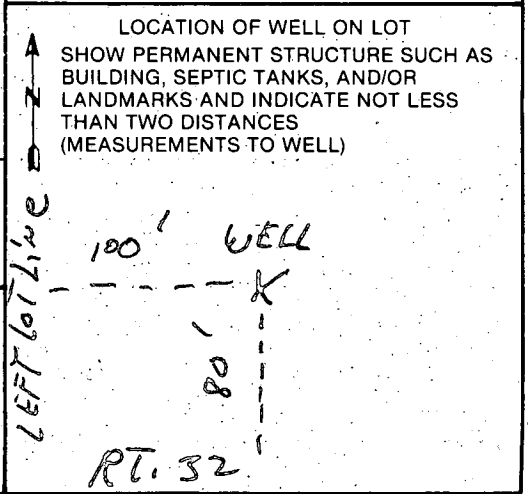 LOCATION OF WELL ON LOT
SHOW PERMANENT STRUCTURE SUCH AS
BUILDING, SEPTIC TANKS, AND/OR
LANDMARKS AND INDICATE NOT LESS
THAN TWO DISTANCES
(MEASUREMENTS TO WELL)
N
LEFT LOT LINE
100' WELL
80'
RT. 32